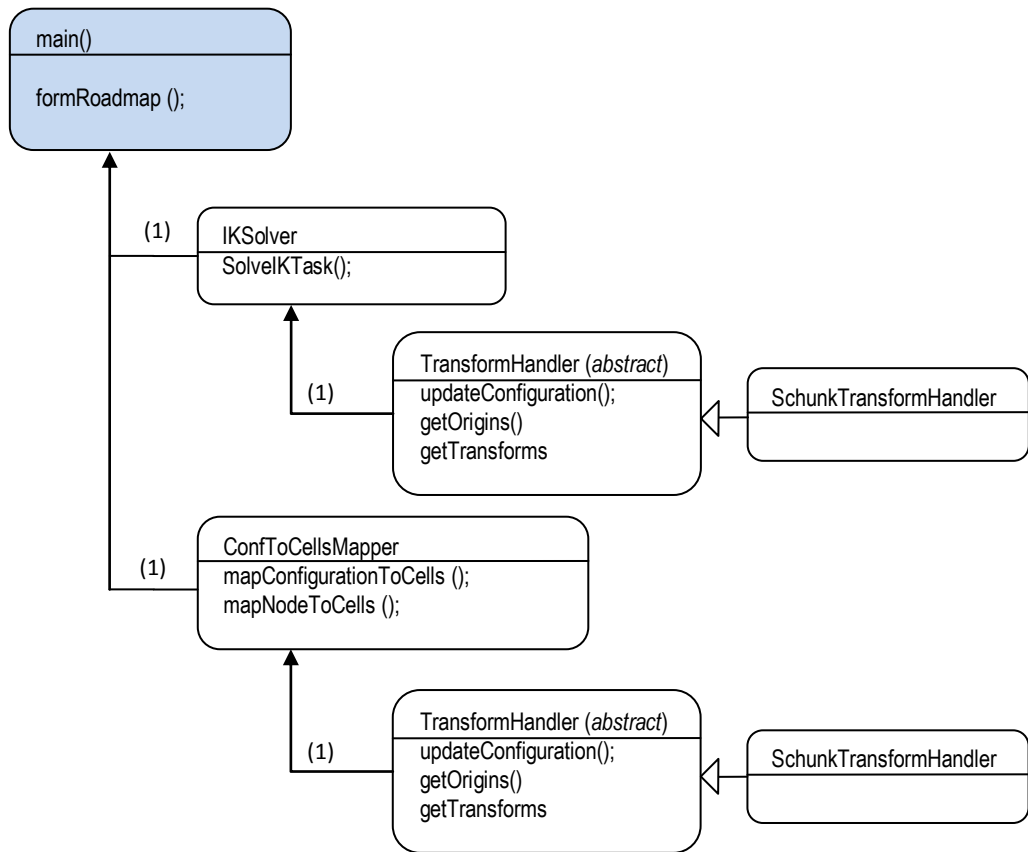 main()
formRoadmap ();
(1)
IKSolver
SolveIKTask();
(1)
TransformHandler (abstract)
updateConfiguration();
getOrigins()
getTransforms
SchunkTransformHandler
(1)
ConfToCellsMapper
mapConfigurationToCells ();
mapNodeToCells ();
(1)
TransformHandler (abstract)
updateConfiguration();
getOrigins()
getTransforms
SchunkTransformHandler